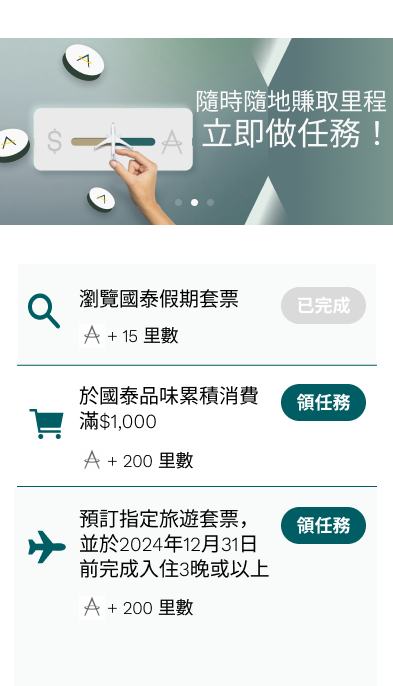 隨時隨地賺取里程
立即做任務！
$
瀏覽國泰假期套票
已完成
+ 15 里數
於國泰品味累積消費
滿$1,000
領任務
+ 200 里數
預訂指定旅遊套票，
並於2024年12月31日
前完成入住3晚或以上
領任務
+ 200 里數